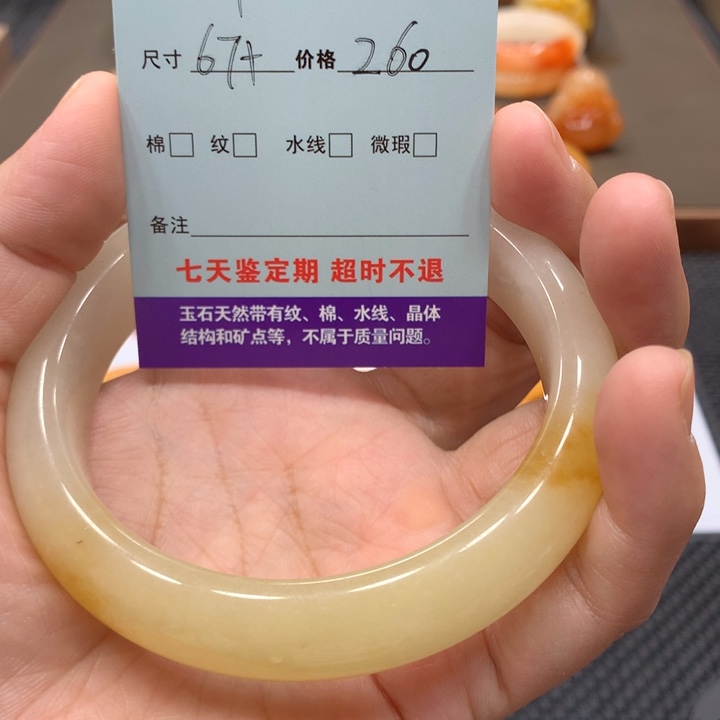 尺寸 67+ 价格 260
棉□ 纹□ 水线□ 微瑕□
备注
七天鉴定期 超时不退
玉石天然带有纹、棉、水线、晶体
结构和矿点等，不属于质量问题。